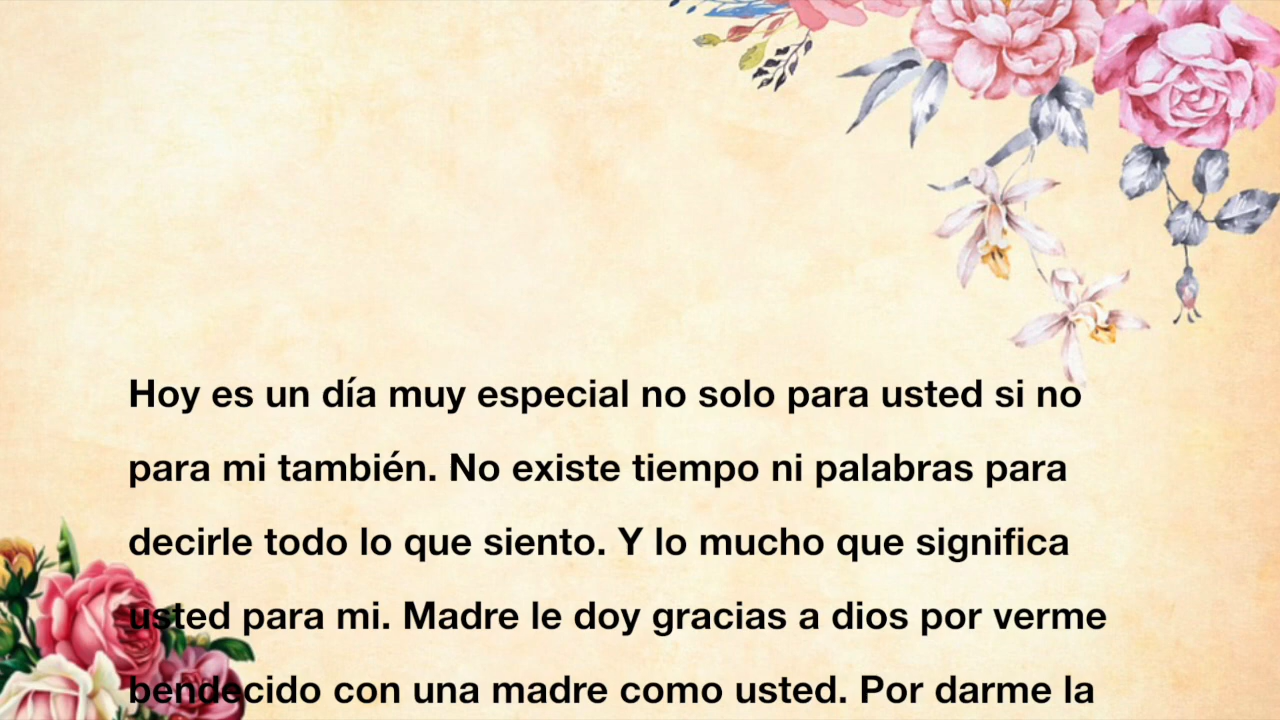 Hoy es un día muy especial no solo para usted si no
para mi también. No existe tiempo ni palabras para
decirle todo lo que siento. Y lo mucho que significa
usted para mi. Madre le doy gracias a dios por verme
bendecido con una madre como usted. Por darme la